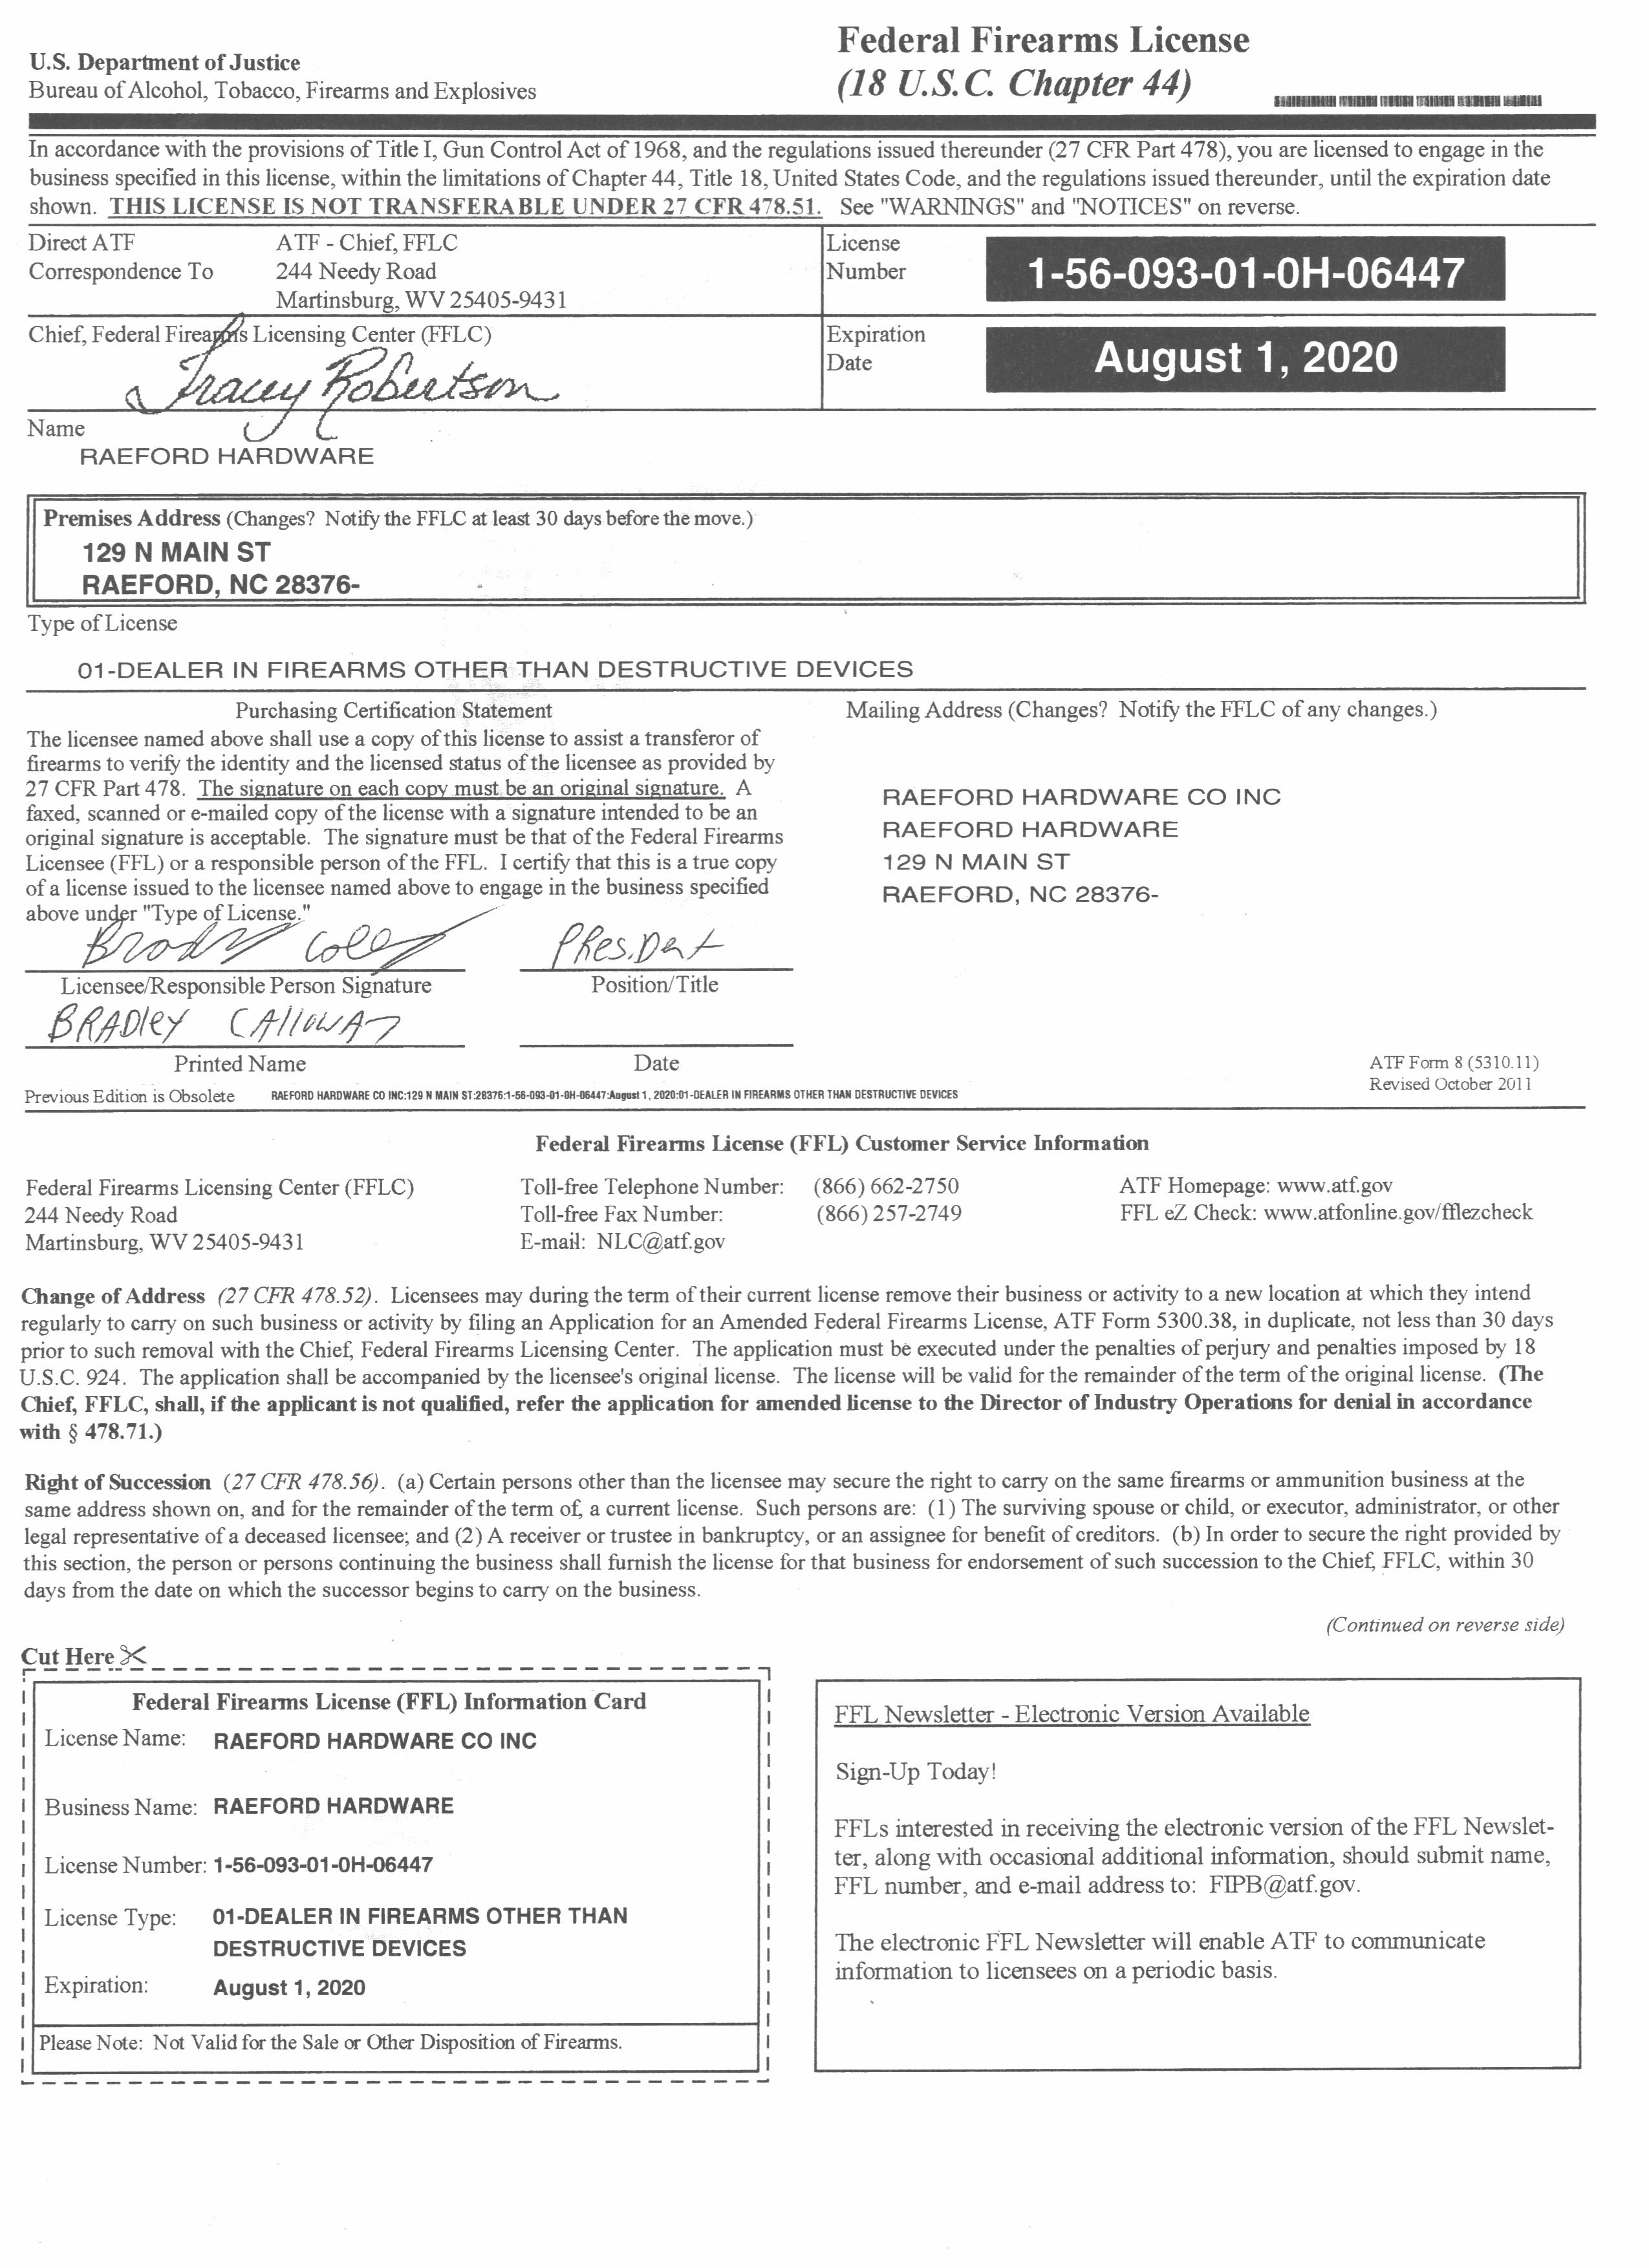 U.S. Department of Justice
Bureau of Alcohol, Tobacco, Firearms and Explosives
Federal Firearms License
(18 U.S.C. Chapter 44)
In accordance with the provisions of Title I, Gun Control Act of 1968, and the regulations issued thereunder (27 CFR Part 478), you are licensed to engage in the
business specified in this license, within the limitations of Chapter 44, Title 18, United States Code, and the regulations issued thereunder, until the expiration date
shown. THIS LICENSE IS NOT TRANSFERABLE UNDER 27 CFR 478.51. See "WARNINGS" and "NOTICES" on reverse.
Direct ATF
Correspondence To
ATF - Chief, FFLC
244 Needy Road
Martinsburg, WV 25405-9431
License
Number
1-56-093-01-0H-06447
Chief, Federal Firearms Licensing Center (FFLC)
Tracey Robertson
Expiration
Date
August 1, 2020
Name
RAEFORD HARDWARE
Premises Address (Changes? Notify the FFLC at least 30 days before the move.)
129 N MAIN ST
RAEFORD, NC 28376-
Type of License
01-DEALER IN FIREARMS OTHER THAN DESTRUCTIVE DEVICES
Purchasing Certification Statement
The licensee named above shall use a copy of this license to assist a transferor of
firearms to verify the identity and the licensed status of the licensee as provided by
27 CFR Part 478. The signature on each copy must be an original signature. A
faxed, scanned or e-mailed copy of the license with a signature intended to be an
original signature is acceptable. The signature must be that of the Federal Firearms
Licensee (FFL) or a responsible person of the FFL. I certify that this is a true copy
of a license issued to the licensee named above to engage in the business specified
above under "Type of License."
Mailing Address (Changes? Notify the FFLC of any changes.)
RAEFORD HARDWARE CO INC
RAEFORD HARDWARE
129 N MAIN ST
RAEFORD, NC 28376-
PResiDent
Licensee/Responsible Person Signature
Position/Title
BRADley CAlloWAy
Printed Name
Date
ATF Form 8 (5310.11)
Revised October 2011
Previous Edition is Obsolete
RAEFORD HARDWARE CO INC:129 N MAIN ST:28376:1-56-093-01-0H-06447:August 1, 2020:01-DEALER IN FIREARMS OTHER THAN DESTRUCTIVE DEVICES
Federal Firearms License (FFL) Customer Service Information
Federal Firearms Licensing Center (FFLC)
244 Needy Road
Martinsburg, WV 25405-9431
Toll-free Telephone Number: (866) 662-2750
Toll-free Fax Number: (866) 257-2749
E-mail: NLC@atf.gov
ATF Homepage: www.atf.gov
FFL eZ Check: www.atfonline.gov/fflezcheck
Change of Address (27 CFR 478.52). Licensees may during the term of their current license remove their business or activity to a new location at which they intend
regularly to carry on such business or activity by filing an Application for an Amended Federal Firearms License, ATF Form 5300.38, in duplicate, not less than 30 days
prior to such removal with the Chief, Federal Firearms Licensing Center. The application must be executed under the penalties of perjury and penalties imposed by 18
U.S.C. 924. The application shall be accompanied by the licensee's original license. The license will be valid for the remainder of the term of the original license. (The
Chief, FFLC, shall, if the applicant is not qualified, refer the application for amended license to the Director of Industry Operations for denial in accordance
with § 478.71.)
Right of Succession (27 CFR 478.56). (a) Certain persons other than the licensee may secure the right to carry on the same firearms or ammunition business at the
same address shown on, and for the remainder of the term of, a current license. Such persons are: (1) The surviving spouse or child, or executor, administrator, or other
legal representative of a deceased licensee; and (2) A receiver or trustee in bankruptcy, or an assignee for benefit of creditors. (b) In order to secure the right provided by
this section, the person or persons continuing the business shall furnish the license for that business for endorsement of such succession to the Chief, FFLC, within 30
days from the date on which the successor begins to carry on the business.
(Continued on reverse side)
Cut Here
Federal Firearms License (FFL) Information Card
License Name: RAEFORD HARDWARE CO INC
Business Name: RAEFORD HARDWARE
License Number: 1-56-093-01-0H-06447
License Type: 01-DEALER IN FIREARMS OTHER THAN
DESTRUCTIVE DEVICES
Expiration: August 1, 2020
Please Note: Not Valid for the Sale or Other Disposition of Firearms.
FFL Newsletter - Electronic Version Available
Sign-Up Today!
FFLs interested in receiving the electronic version of the FFL Newslet-
ter, along with occasional additional information, should submit name,
FFL number, and e-mail address to: FIPB@atf.gov.
The electronic FFL Newsletter will enable ATF to communicate
information to licensees on a periodic basis.